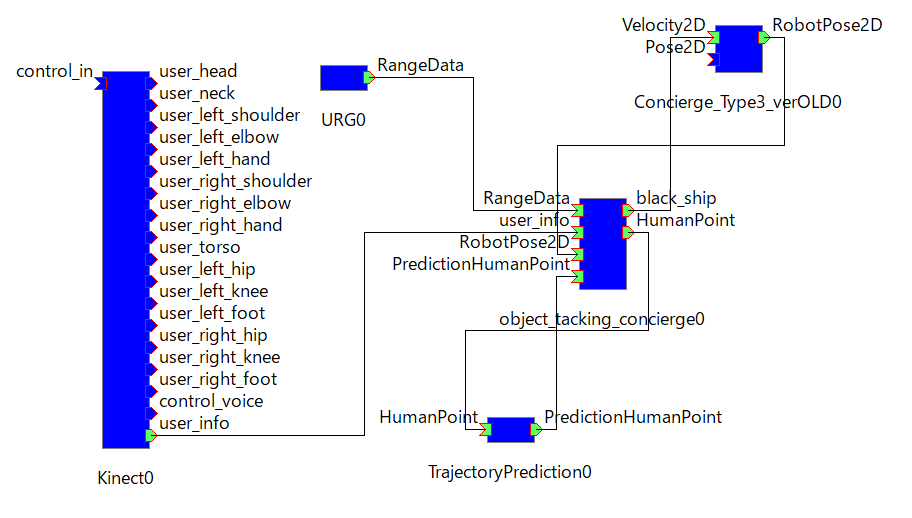 control_in
user_head
user_neck
user_left_shoulder
user_left_elbow
user_left_hand
user_right_shoulder
user_right_elbow
user_right_hand
user_torso
user_left_hip
user_left_knee
user_left_foot
user_right_hip
user_right_knee
user_right_foot
control_voice
user_info
Kinect0
RangeData
URG0
Velocity2D
Pose2D
RobotPose2D
Concierge_Type3_verOLD0
RangeData
user_info
RobotPose2D
PredictionHumanPoint
black_ship
HumanPoint
object_tacking_concierge0
HumanPoint
PredictionHumanPoint
TrajectoryPrediction0